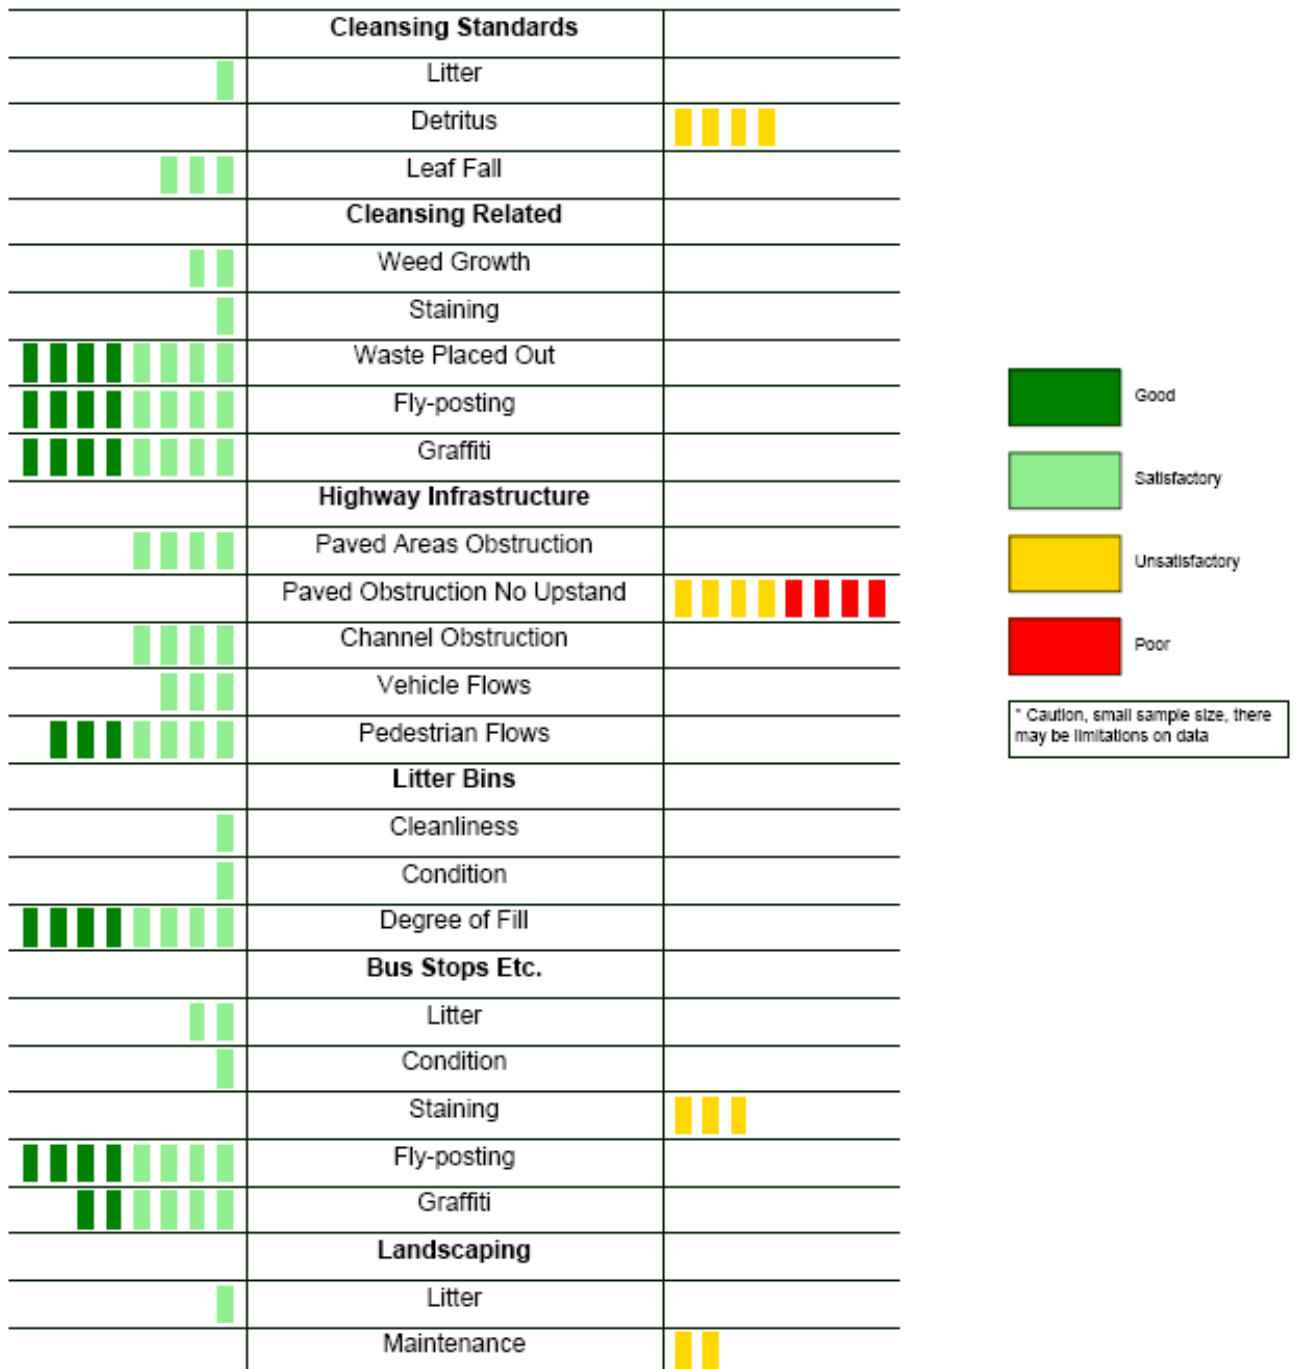 Cleansing Standards
Litter
Detritus
Leaf Fall
Cleansing Related
Weed Growth
Staining
Waste Placed Out
Fly-posting
Graffiti
Highway Infrastructure
Paved Areas Obstruction
Paved Obstruction No Upstand
Channel Obstruction
Vehicle Flows
Pedestrian Flows
Litter Bins
Cleanliness
Condition
Degree of Fill
Bus Stops Etc.
Litter
Condition
Staining
Fly-posting
Graffiti
Landscaping
Litter
Maintenance
Good
Satisfactory
Unsatisfactory
Poor
* Caution, small sample size, there
may be limitations on data